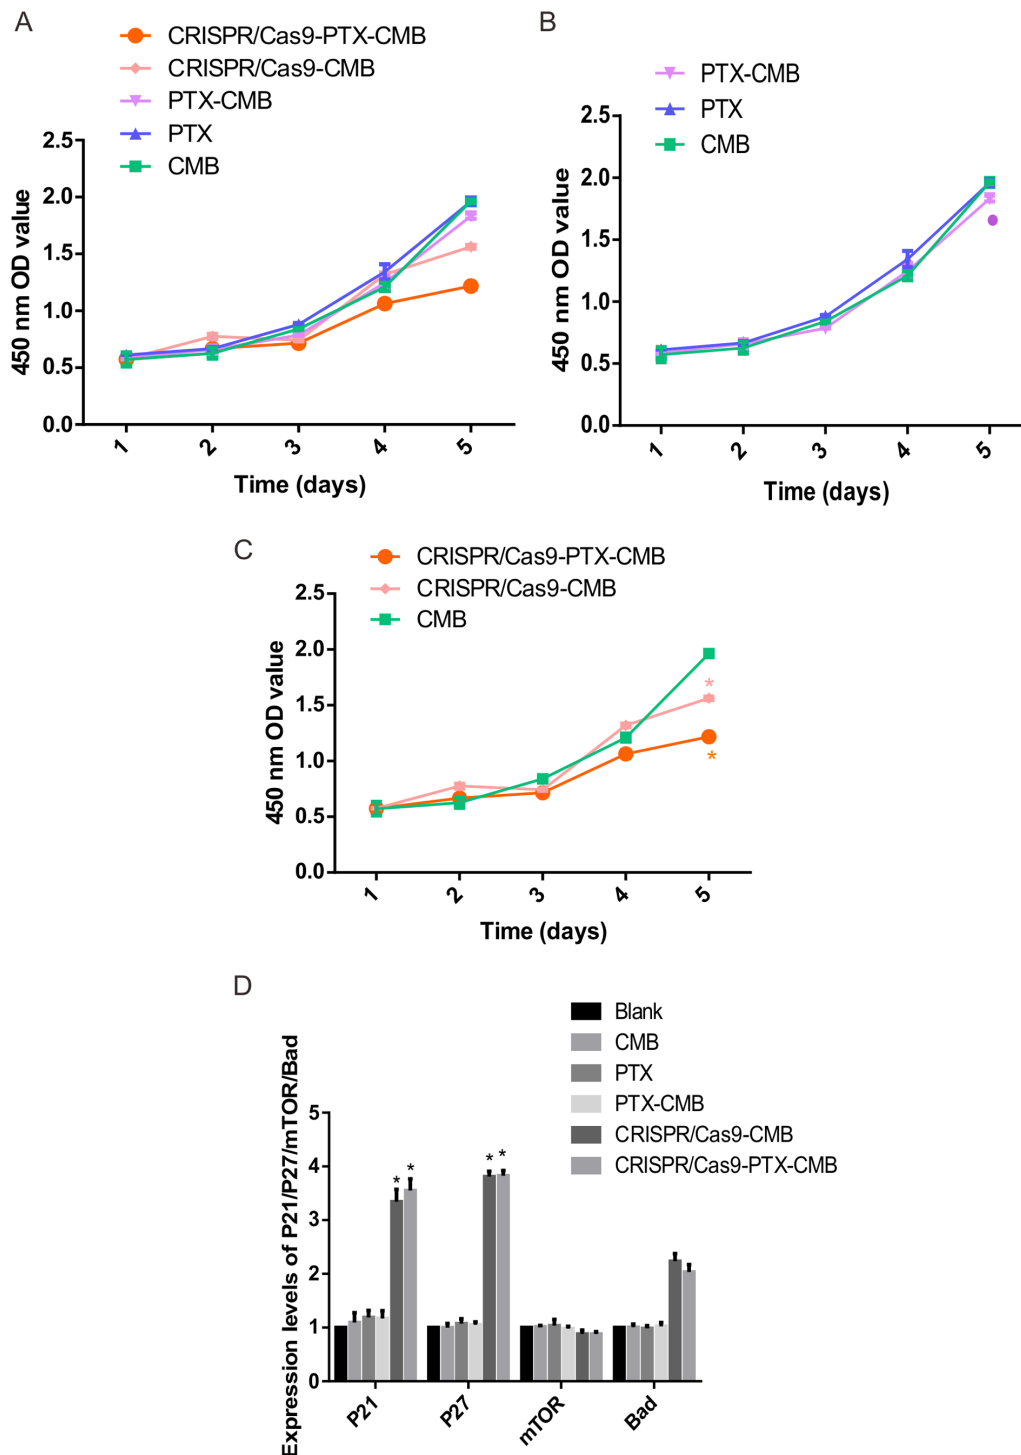 A
CRISPR/Cas9-PTX-CMB
CRISPR/Cas9-CMB
PTX-CMB
PTX
CMB
2.5
2.0
1.5
1.0
0.5
0.0
450 nm OD value
1 2 3 4 5
Time (days)
B
PTX-CMB
PTX
CMB
2.5
2.0
1.5
1.0
0.5
0.0
450 nm OD value
1 2 3 4 5
Time (days)
C
CRISPR/Cas9-PTX-CMB
CRISPR/Cas9-CMB
CMB
2.5
2.0
1.5
1.0
0.5
0.0
450 nm OD value
*
*
1 2 3 4 5
Time (days)
D
Blank
CMB
PTX
PTX-CMB
CRISPR/Cas9-CMB
CRISPR/Cas9-PTX-CMB
Expression levels of P21/P27/mTOR/Bad
5
4
3
2
1
0
* * * *
P21 P27 mTOR Bad